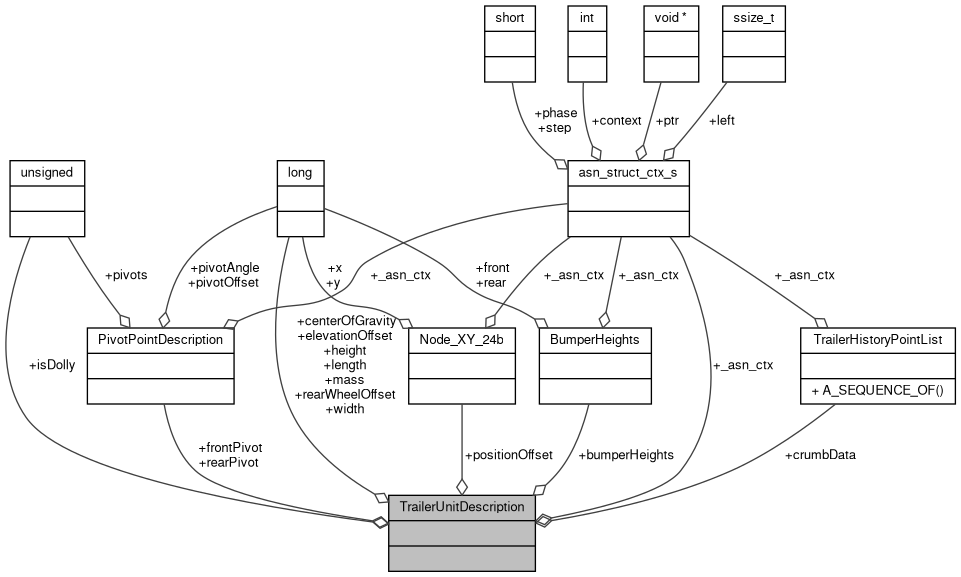 short
int
void *
ssize_t
+phase
+step
+context
+ptr
+left
unsigned
long
asn_struct_ctx_s
+pivots
+pivotAngle
+pivotOffset
+x
+y
+_asn_ctx
+front
+rear
+_asn_ctx
+_asn_ctx
+_asn_ctx
+centerOfGravity
+elevationOffset
+height
+length
+mass
+rearWheelOffset
+width
PivotPointDescription
Node_XY_24b
BumperHeights
TrailerHistoryPointList
+ A_SEQUENCE_OF()
+isDolly
+_asn_ctx
+frontPivot
+rearPivot
+positionOffset
+bumperHeights
+crumbData
TrailerUnitDescription